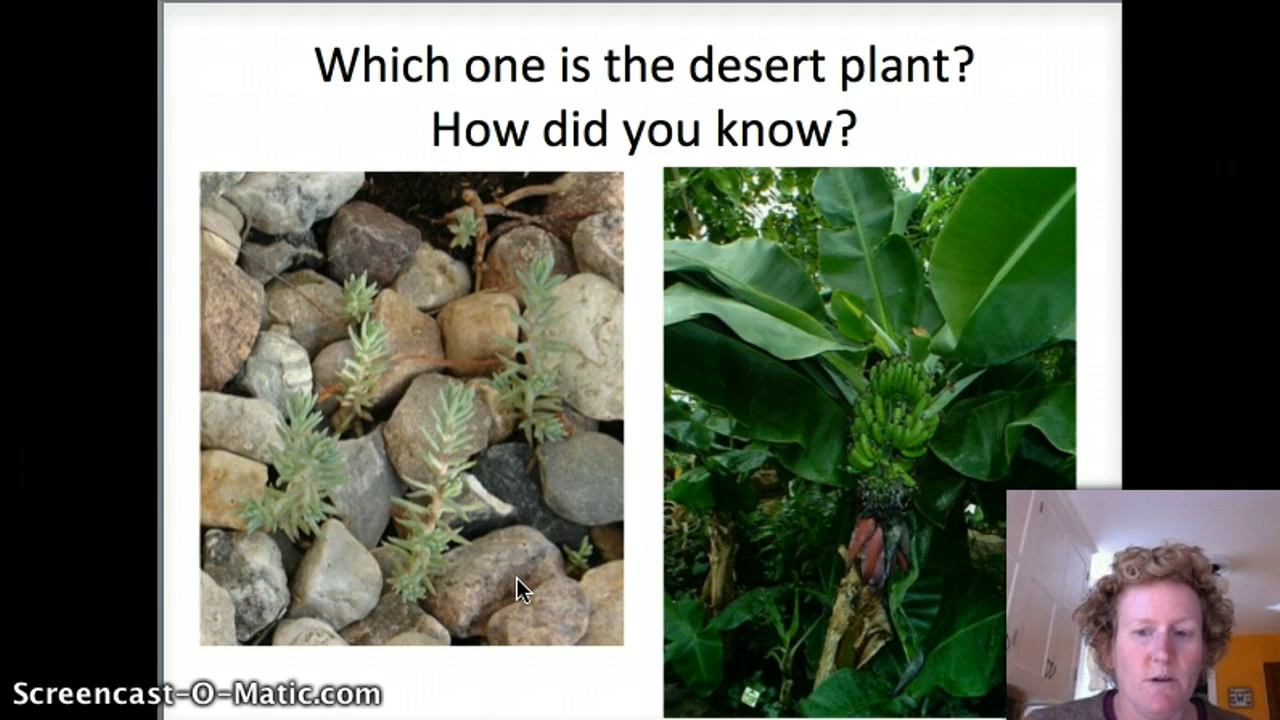 Which one is the desert plant?
How did you know?
Screencast-O-Matic.com